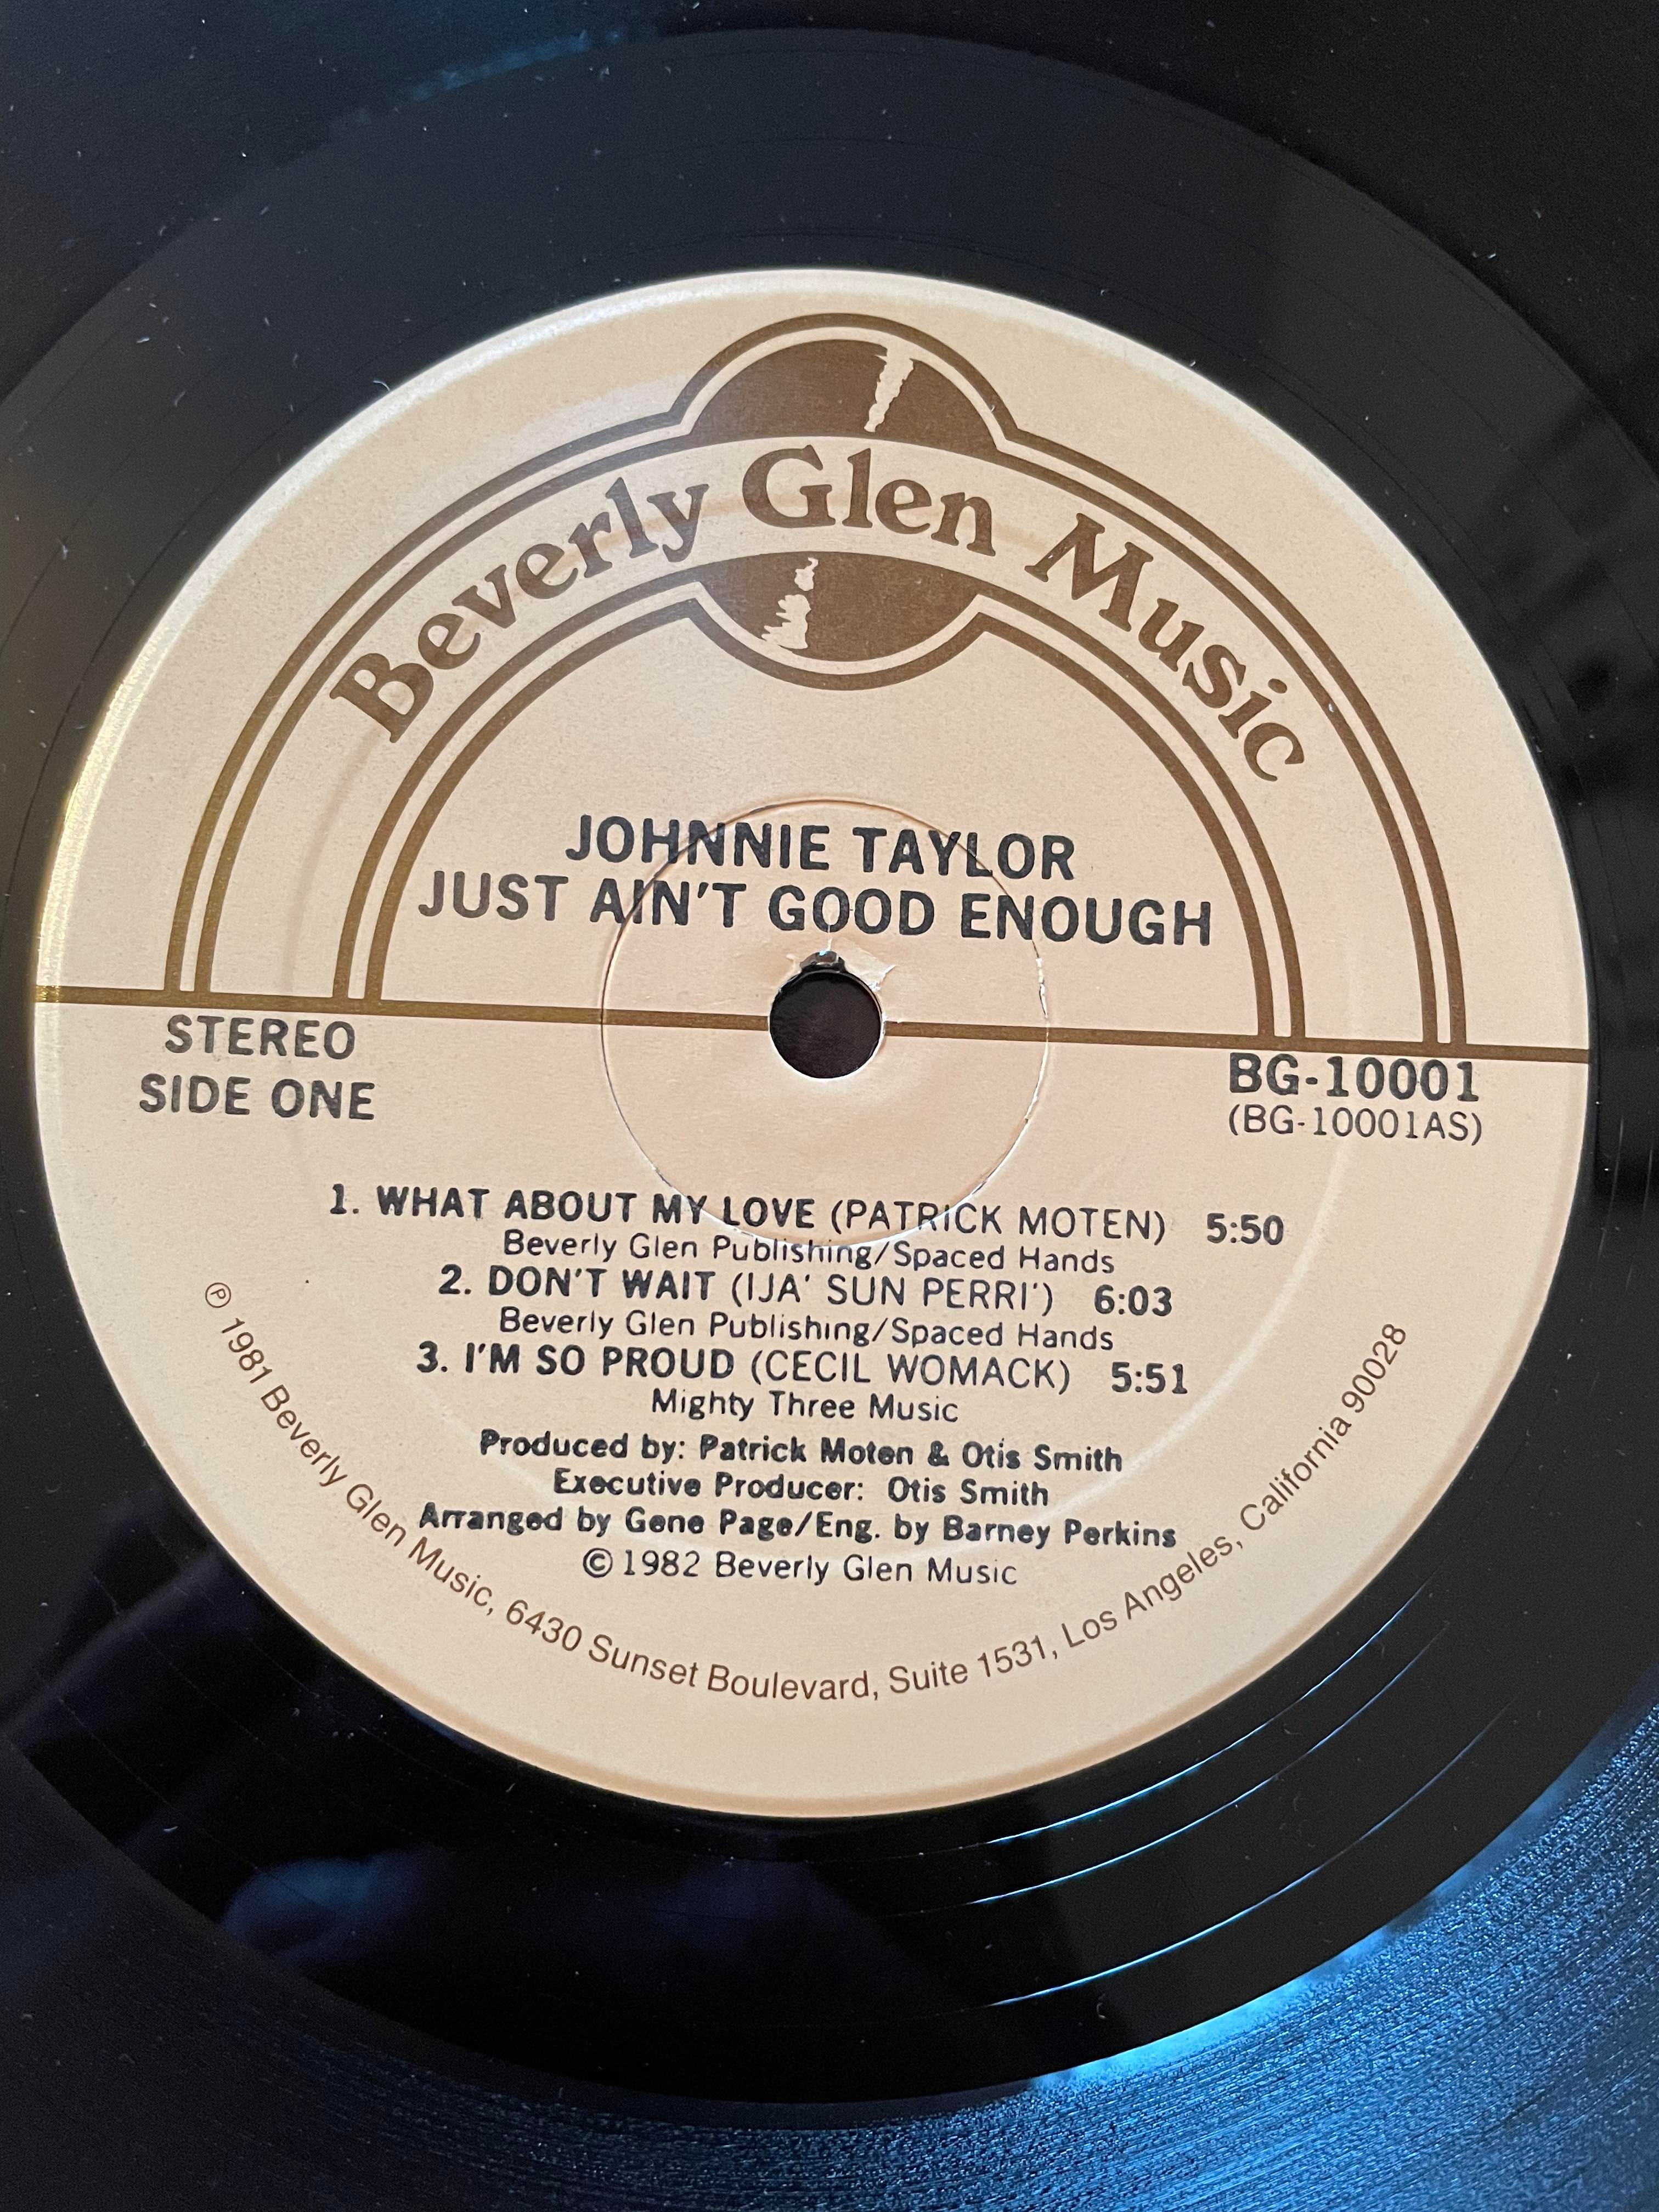 Beverly Glen Music
JOHNNIE TAYLOR
JUST AIN'T GOOD ENOUGH
STEREO
SIDE ONE
BG-10001
(BG-10001AS)
1. WHAT ABOUT MY LOVE (PATRICK MOTEN) 5:50
Beverly Glen Publishing/Spaced Hands
2. DON'T WAIT (IJA' SUN PERRI') 6:03
Beverly Glen Publishing/Spaced Hands
3. I'M SO PROUD (CECIL WOMACK) 5:51
Mighty Three Music
Produced by: Patrick Moten & Otis Smith
Executive Producer: Otis Smith
Arranged by Gene Page/Eng. by Barney Perkins
© 1982 Beverly Glen Music
℗ 1981 Beverly Glen Music, 6430 Sunset Boulevard, Suite 1531, Los Angeles, California 90028